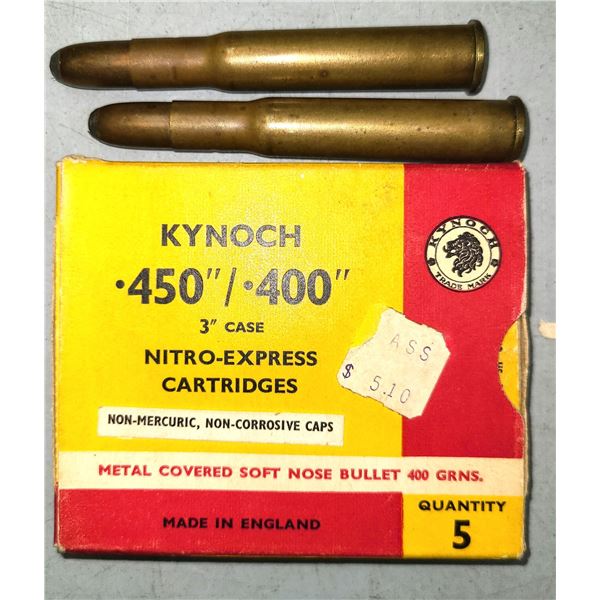 KYNOCH
·450"/·400"
3" CASE
NITRO-EXPRESS
CARTRIDGES
NON-MERCURIC, NON-CORROSIVE CAPS
METAL COVERED SOFT NOSE BULLET 400 GRNS.
MADE IN ENGLAND
QUANTITY
5
KYNOCH
TRADE MARK
ASS
$ 5.10